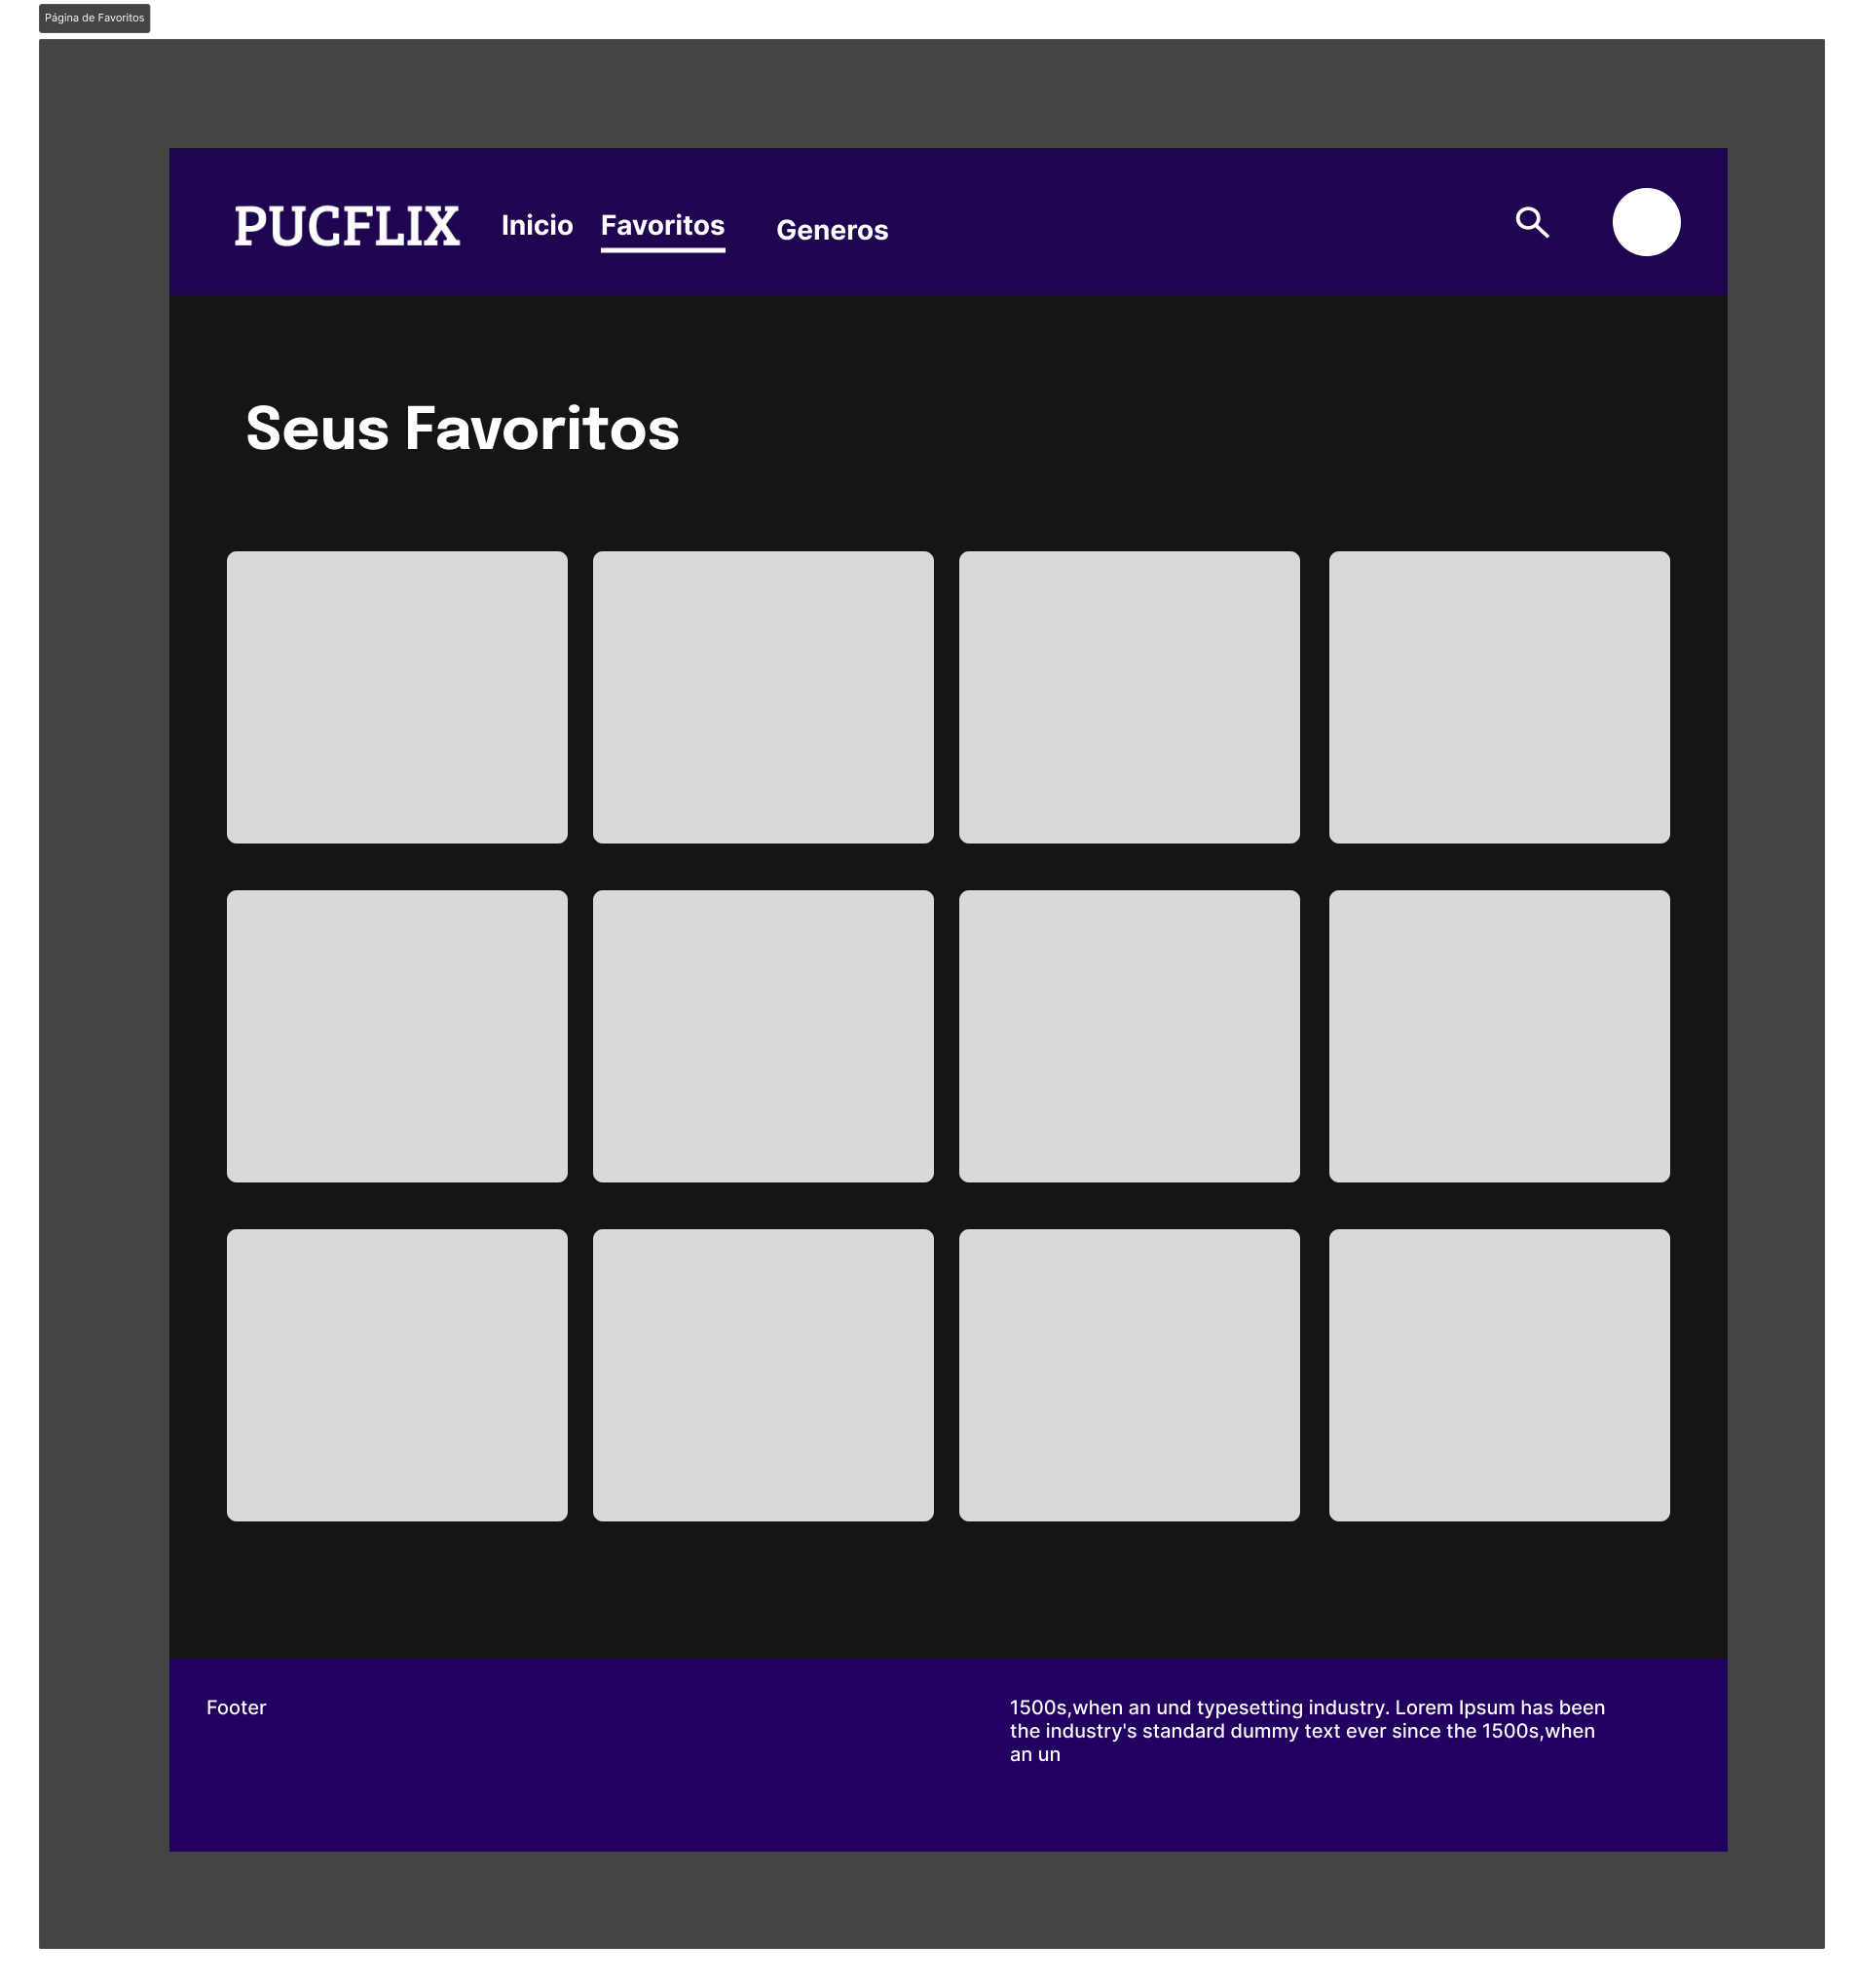 Página de Favoritos
PUCFLIX Inicio Favoritos Generos
Seus Favoritos
Footer
1500s,when an und typesetting industry. Lorem Ipsum has been
the industry's standard dummy text ever since the 1500s,when
an un